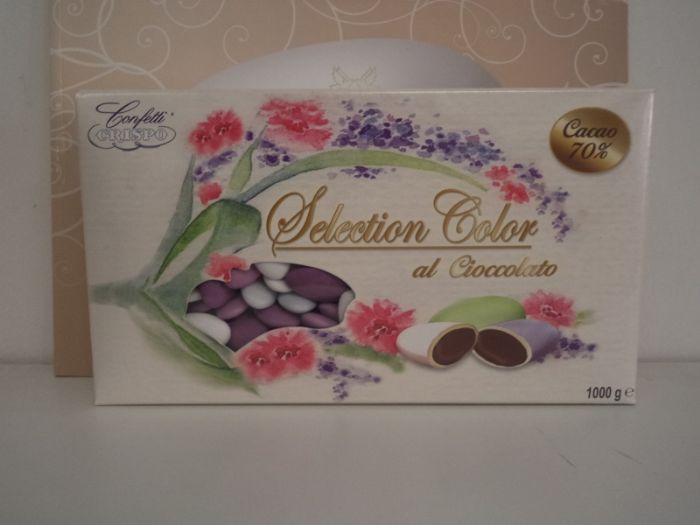 Confetti
CRISPO
Cacao
70%
Selection Color
al Cioccolato
1000 g e